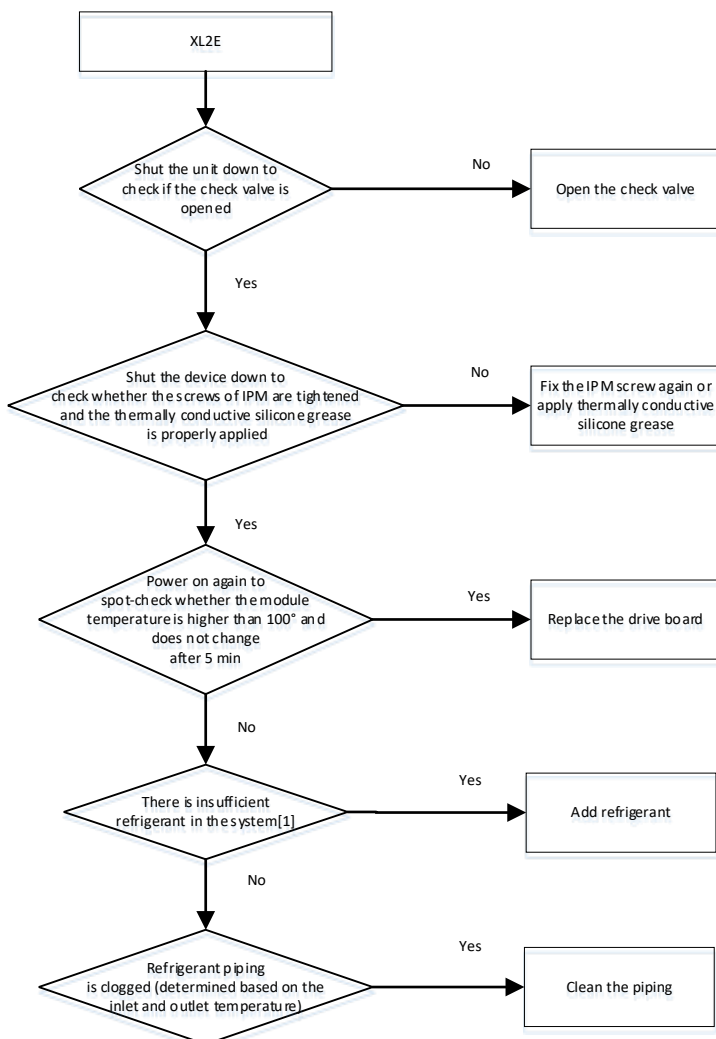 XL2E
Shut the unit down to
check if the check valve is
opened
No
Open the check valve
Yes
Shut the device down to
check whether the screws of IPM are tightened
and the thermally conductive silicone grease
is properly applied
No
Fix the IPM screw again or
apply thermally conductive
silicone grease
Yes
Power on again to
spot-check whether the module
temperature is higher than 100° and
does not change
after 5 min
Yes
Replace the drive board
No
There is insufficient
refrigerant in the system[1]
Yes
Add refrigerant
No
Refrigerant piping
is clogged (determined based on the
inlet and outlet temperature)
Yes
Clean the piping